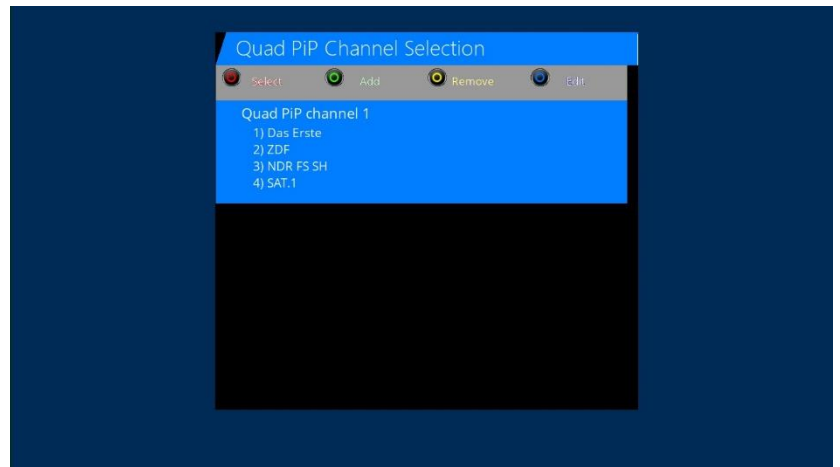 Quad PiP Channel Selection
Select Add Remove Edit
Quad PiP channel 1
1) Das Erste
2) ZDF
3) NDR FS SH
4) SAT.1